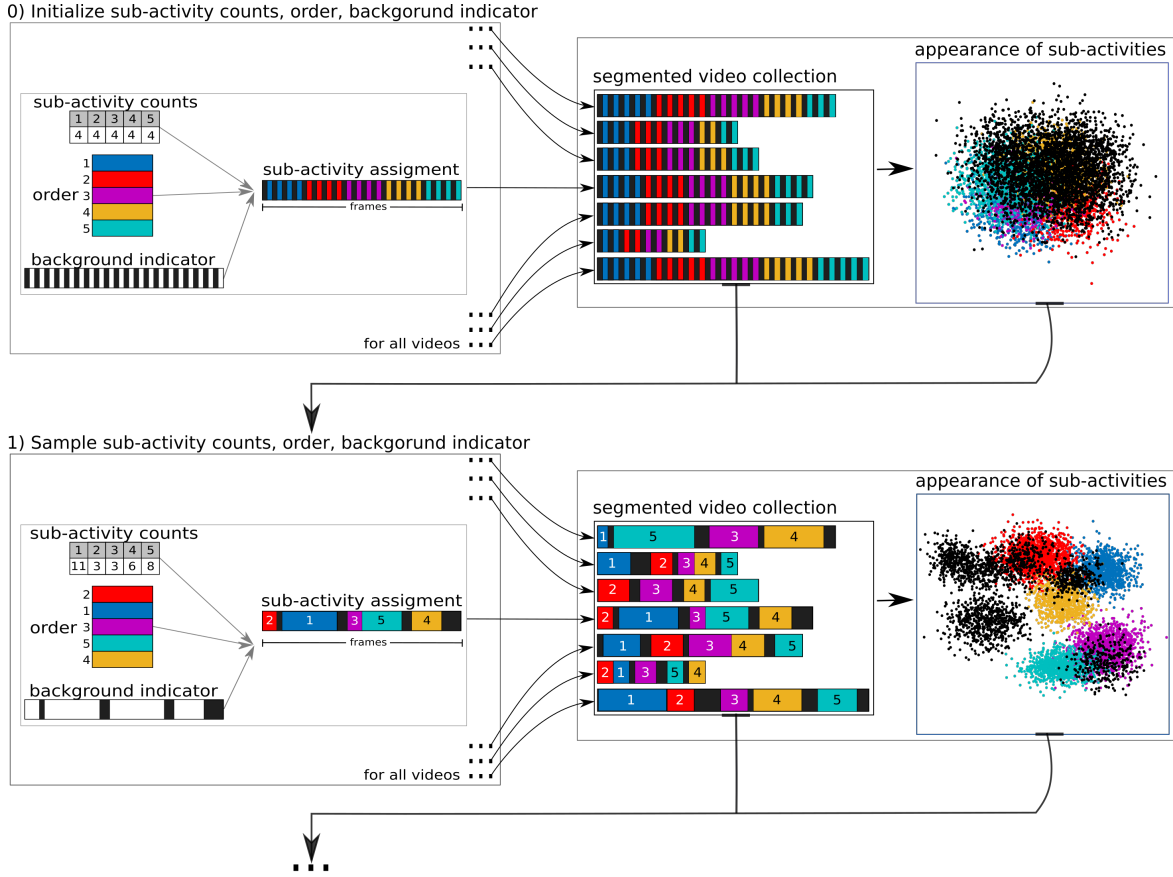 0) Initialize sub-activity counts, order, backgorund indicator
appearance of sub-activities
segmented video collection
sub-activity counts
1 2 3 4 5
4 4 4 4 4
sub-activity assigment
frames
1
2
order 3
4
5
background indicator
for all videos
1) Sample sub-activity counts, order, backgorund indicator
appearance of sub-activities
segmented video collection
sub-activity counts
1 2 3 4 5
11 3 3 6 8
sub-activity assigment
2 1 3 5 4
frames
2
1
order 3
5
4
background indicator
for all videos
1 5 3 4
1 2 3 4 5
2 3 4 5
2 1 3 5 4
1 2 3 4 5
2 1 3 5 4
1 2 3 4 5